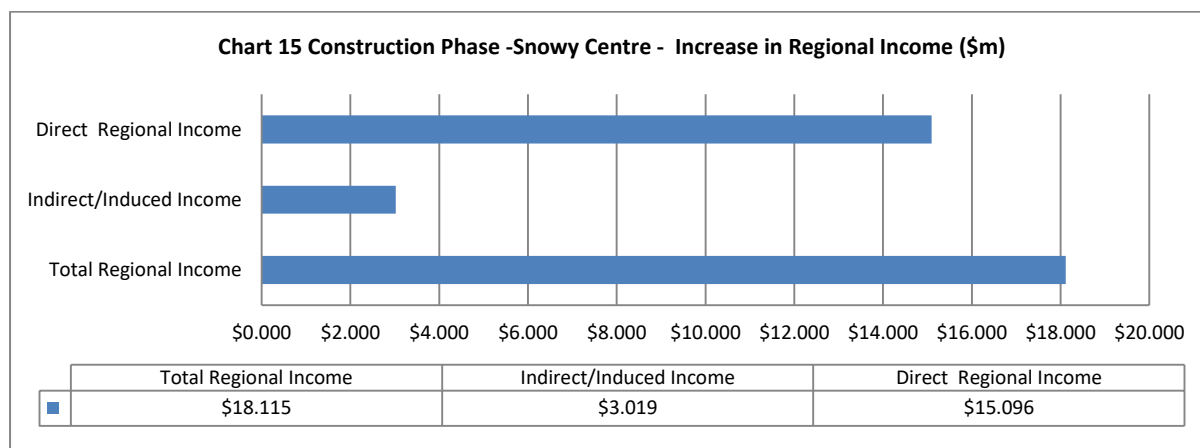 Chart 15 Construction Phase -Snowy Centre - Increase in Regional Income ($m)
Direct Regional Income
Indirect/Induced Income
Total Regional Income
$0.000 $2.000 $4.000 $6.000 $8.000 $10.000 $12.000 $14.000 $16.000 $18.000 $20.000
Total Regional Income Indirect/Induced Income Direct Regional Income
$18.115 $3.019 $15.096